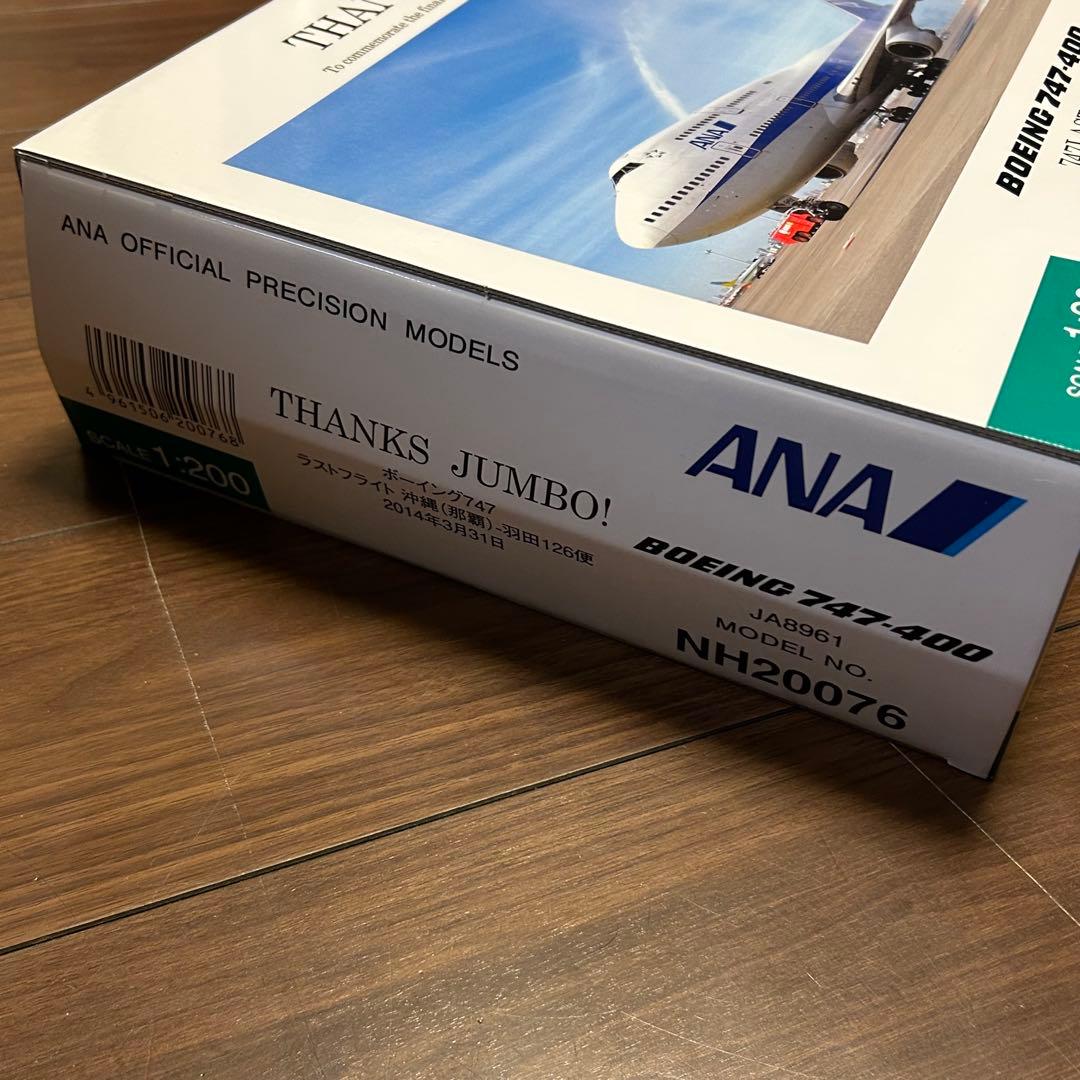 THAN
To commemorate the final
ANA
BOEING 747-400
ANA OFFICIAL PRECISION MODELS
4 961506 200768
SCALE 1:200
THANKS JUMBO!
ボーイング747
ラストフライト 沖縄(那覇)-羽田126便
2014年3月31日
ANA
BOEING 747-400
JA8961
MODEL NO.
NH20076